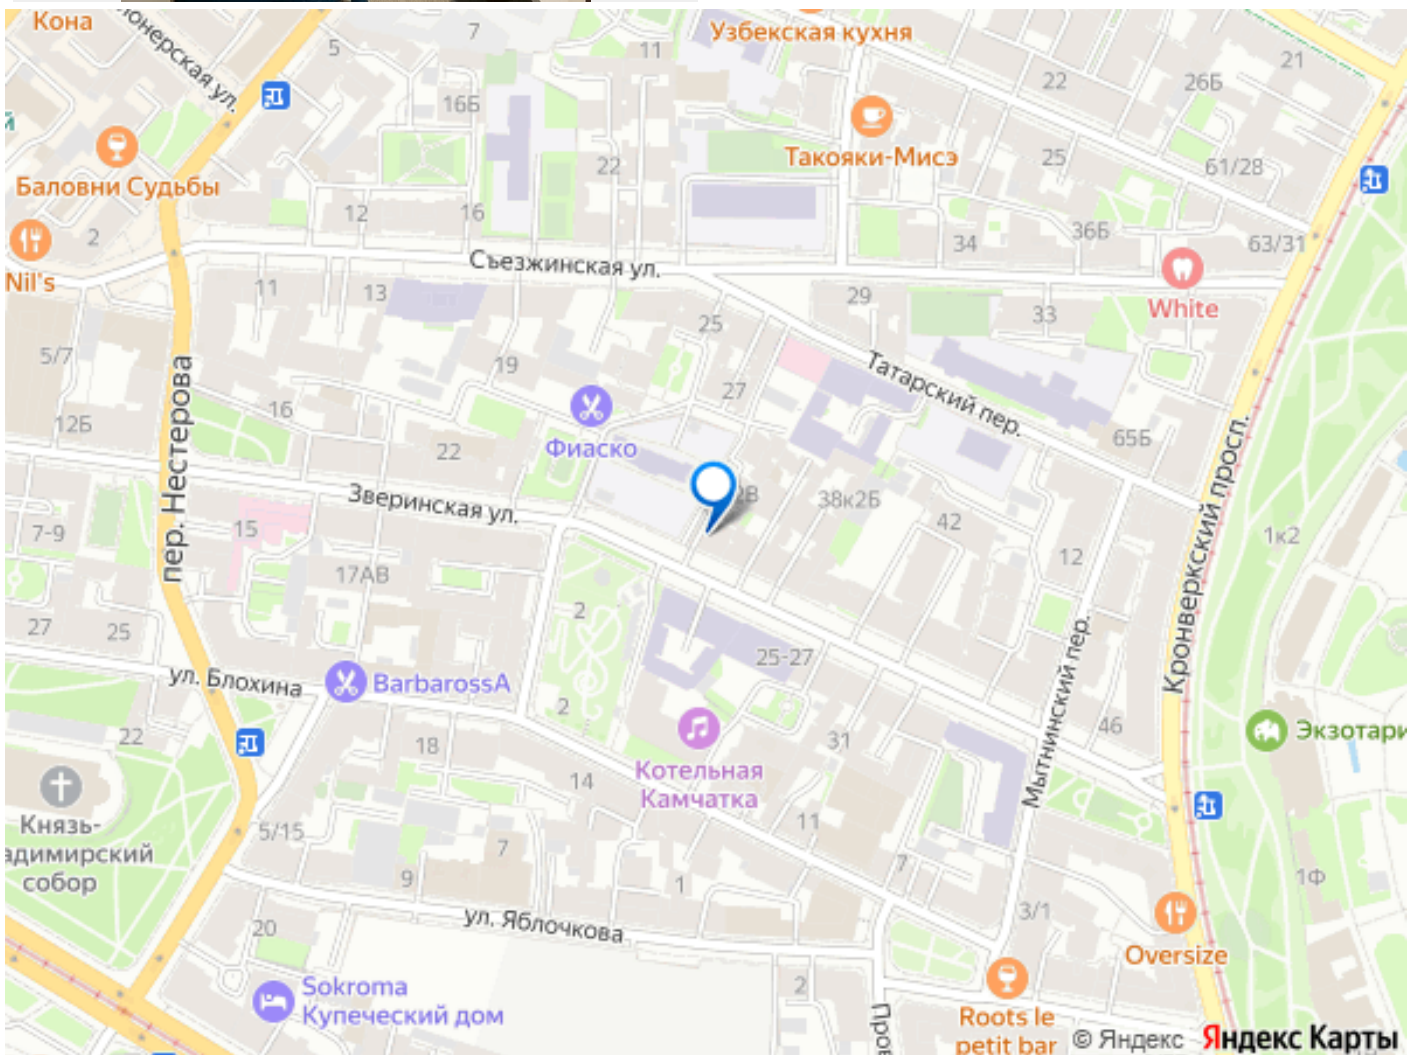 Кона
7
11
Узбекская кухня
21
5
22
26Б
16Б
Такояки-Мисэ
25
61/28
22
Баловни Судьбы
12
16
36Б
2
34
63/31
Съезжинская ул.
Nil's
11
13
29
33
White
25
5/7
19
Татарский пер.
27
16
12Б
22
Фиаско
65Б
пер. Нестерова
Зверинская ул.
38к2Б
42
Кронверкский просп.
7-9
15
1к2
12
17АВ
2
27
25
25-27
ул. Блохина
BarbarossA
Мытнинский пер.
2
46
22
18
31
Экзотари
14
Котельная
Камчатка
Князь-
адимирский
собор
5/15
11
7
7
9
1
1Ф
3/1
20
ул. Яблочкова
Oversize
2
Sokroma
Купеческий дом
Roots le
petit bar
© Яндекс Яндекс Карты